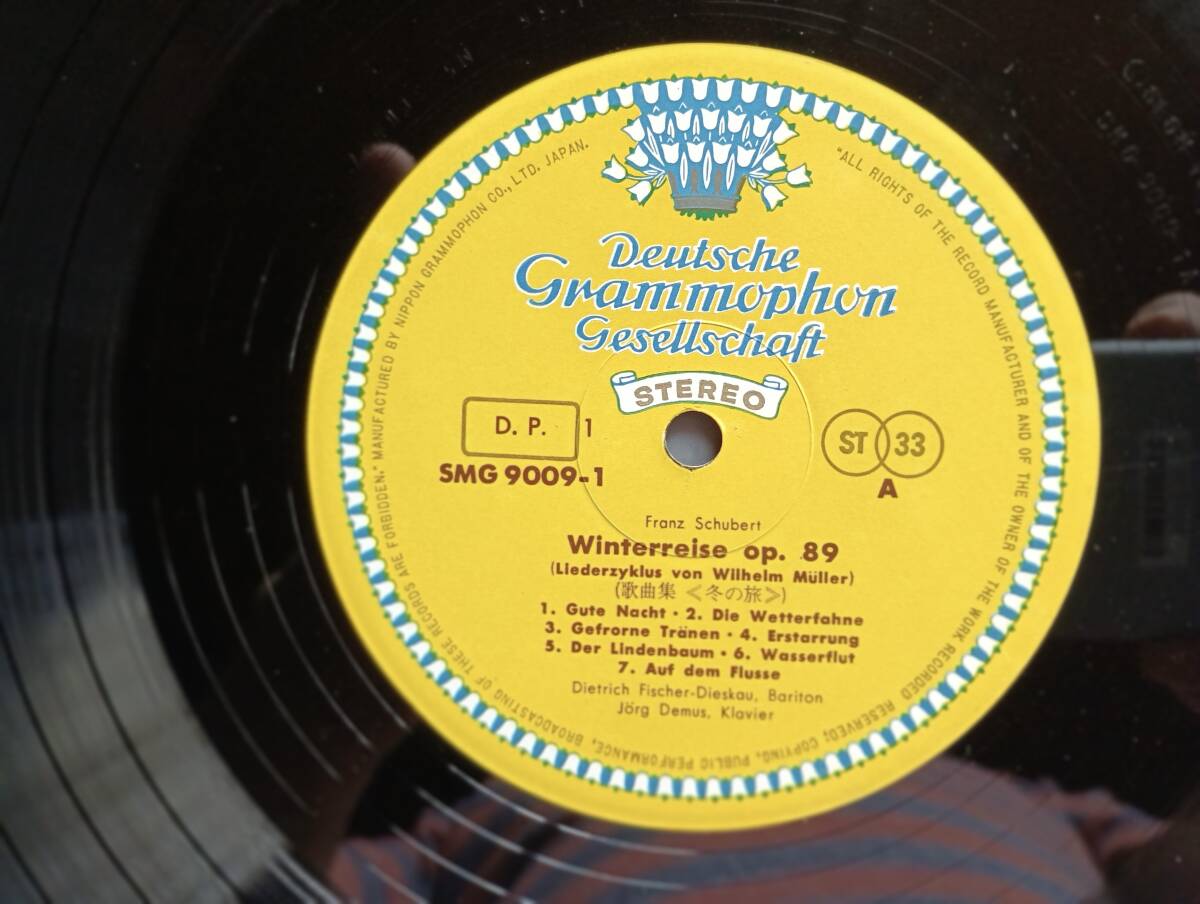 Deutsche
Grammophon
Gesellschaft
STEREO
D. P. 1
SMG 9009-1
ST 33
A
Franz Schubert
Winterreise op. 89
(Liederzyklus von Wilhelm Müller)
(歌曲集 ≪冬の旅≫)
1. Gute Nacht · 2. Die Wetterfahne
3. Gefrorne Tränen · 4. Erstarrung
5. Der Lindenbaum · 6. Wasserflut
7. Auf dem Flusse
Dietrich Fischer-Dieskau, Bariton
Jörg Demus, Klavier
"ALL RIGHTS OF THE RECORD MANUFACTURER AND OF THE OWNER OF THE WORK RECORDED RESERVED; COPYING, PUBLIC PERFORMANCE, BROADCASTING OF THESE RECORDS ARE FORBIDDEN." MANUFACTURED BY NIPPON GRAMMOPHON CO., LTD. JAPAN.